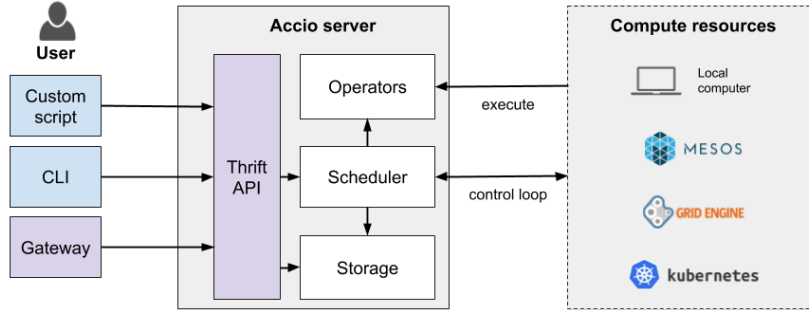 User
Custom
script
CLI
Gateway
Accio server
Thrift
API
Operators
Scheduler
Storage
execute
control loop
Compute resources
Local
computer
MESOS
GRID ENGINE
kubernetes